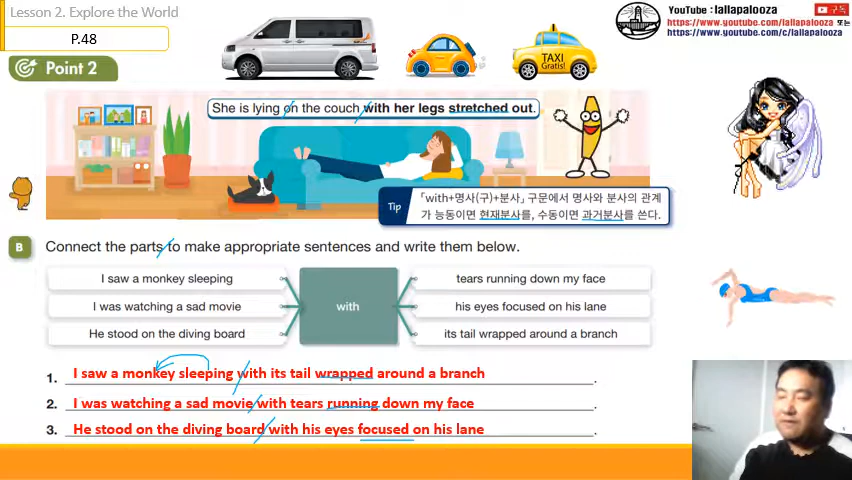 Lesson 2. Explore the World
P.48
YouTube : lallapalooza
구독
https://www.youtube.com/lallapalooza 또는
https://www.youtube.com/c/lallapalooza
TAXI
Gratis!
Point 2
She is lying on the couch with her legs stretched out.
Tip
「with+명사(구)+분사」 구문에서 명사와 분사의 관계
가 능동이면 현재분사를, 수동이면 과거분사를 쓴다.
B Connect the parts to make appropriate sentences and write them below.
I saw a monkey sleeping
I was watching a sad movie
He stood on the diving board
with
tears running down my face
his eyes focused on his lane
its tail wrapped around a branch
1. I saw a monkey sleeping with its tail wrapped around a branch .
2. I was watching a sad movie with tears running down my face .
3. He stood on the diving board with his eyes focused on his lane .